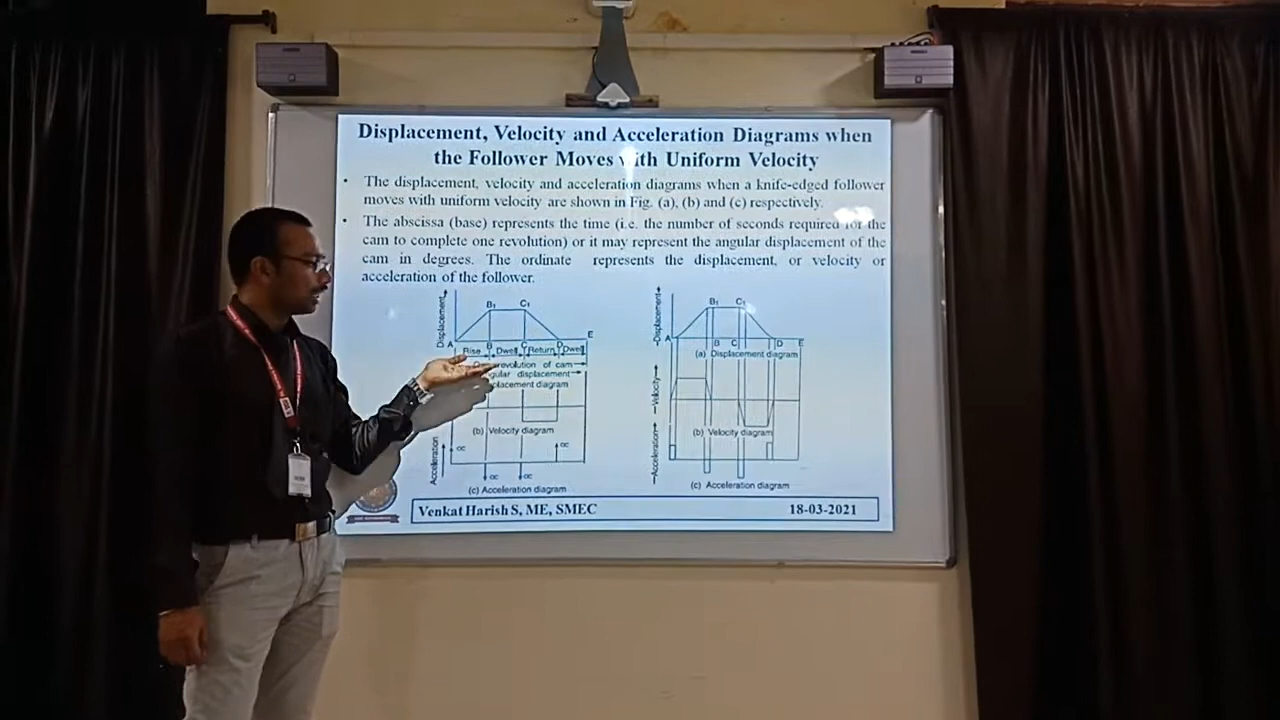 Displacement, Velocity and Acceleration Diagrams when
the Follower Moves with Uniform Velocity
• The displacement, velocity and acceleration diagrams when a knife-edged follower
moves with uniform velocity are shown in Fig. (a), (b) and (c) respectively.
• The abscissa (base) represents the time (i.e. the number of seconds required for the
cam to complete one revolution) or it may represent the angular displacement of the
cam in degrees. The ordinate represents the displacement, or velocity or
acceleration of the follower.
Displacement
B₁ C₁
A B C D E
Rise Dwell Return Dwell
revolution of cam
displacement
diagram
(b) Velocity diagram
Acceleration
∝ ∝ ∝ ∝
(c) Acceleration diagram
Displacement
B₁ C₁
A B C D E
(a) Displacement diagram
Velocity
(b) Velocity diagram
Acceleration
(c) Acceleration diagram
Venkat Harish S, ME, SMEC 18-03-2021